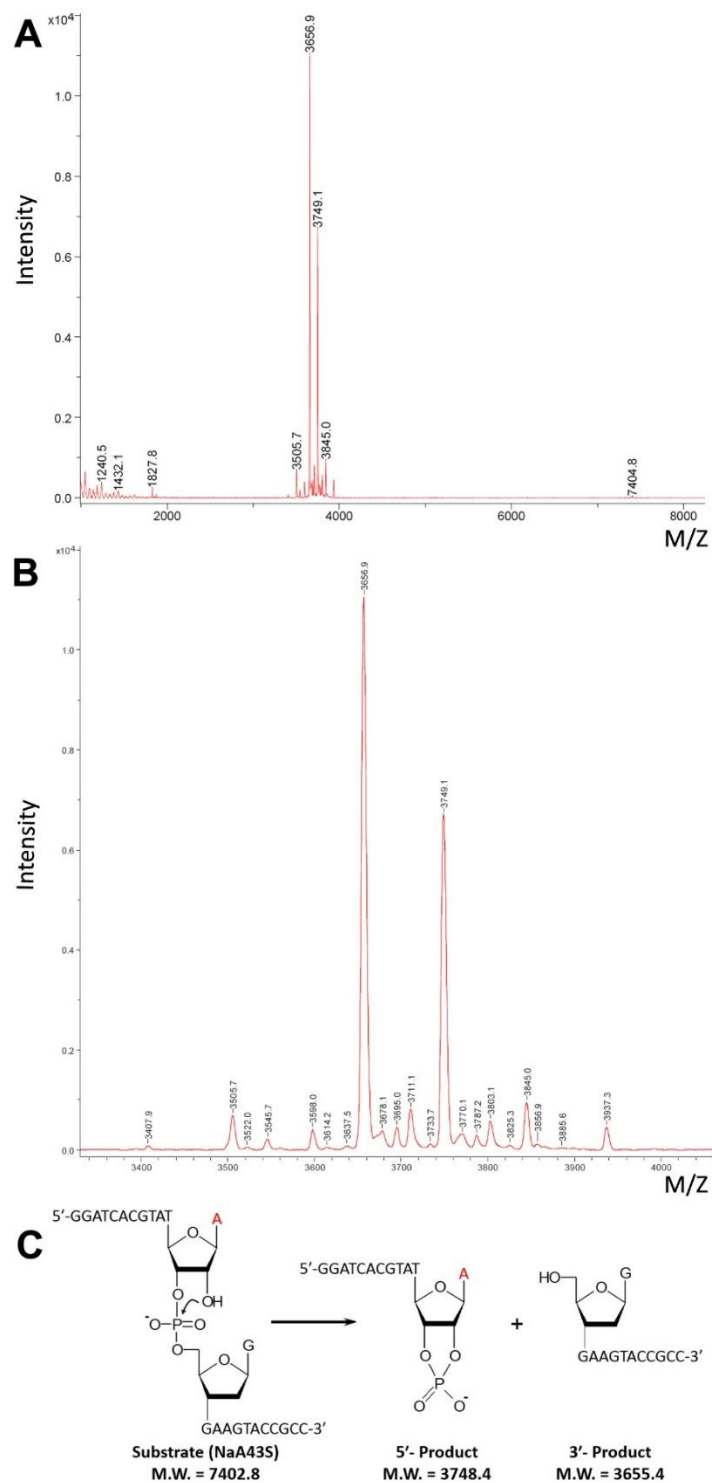 A
x10⁴
3656.9
1.0
0.8
3749.1
0.6
Intensity
0.4
0.2
1240.5
1432.1
1827.8
3505.7
3845.0
7404.8
0.0
2000
4000
6000
8000
M/Z
B
x10⁴
3656.9
1.0
0.8
3749.1
0.6
Intensity
0.4
0.2
3407.9
3505.7
3522.0
3545.7
3598.0
3614.2
3637.5
3678.1
3695.0
3711.1
3733.7
3770.1
3787.2
3803.1
3825.3
3845.0
3856.9
3885.6
3937.3
0.0
3400
3500
3600
3700
3800
3900
4000
M/Z
C
5′-GGATCACGTAT
A
O
O
OH
⁻O-P=O
O
G
O
GAAGTACCGCC-3′
5′-GGATCACGTAT
A
O
O
O
P
O
O⁻
+
HO
O
G
GAAGTACCGCC-3′
Substrate (NaA43S)
M.W. = 7402.8
5′- Product
M.W. = 3748.4
3′- Product
M.W. = 3655.4